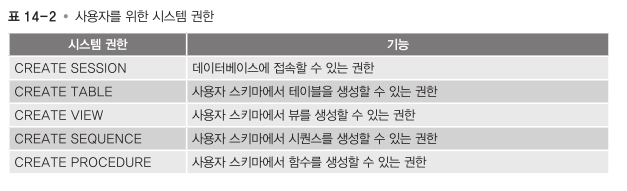 표 14-2 • 사용자를 위한 시스템 권한
시스템 권한 기능
CREATE SESSION 데이터베이스에 접속할 수 있는 권한
CREATE TABLE 사용자 스키마에서 테이블을 생성할 수 있는 권한
CREATE VIEW 사용자 스키마에서 뷰를 생성할 수 있는 권한
CREATE SEQUENCE 사용자 스키마에서 시퀀스를 생성할 수 있는 권한
CREATE PROCEDURE 사용자 스키마에서 함수를 생성할 수 있는 권한